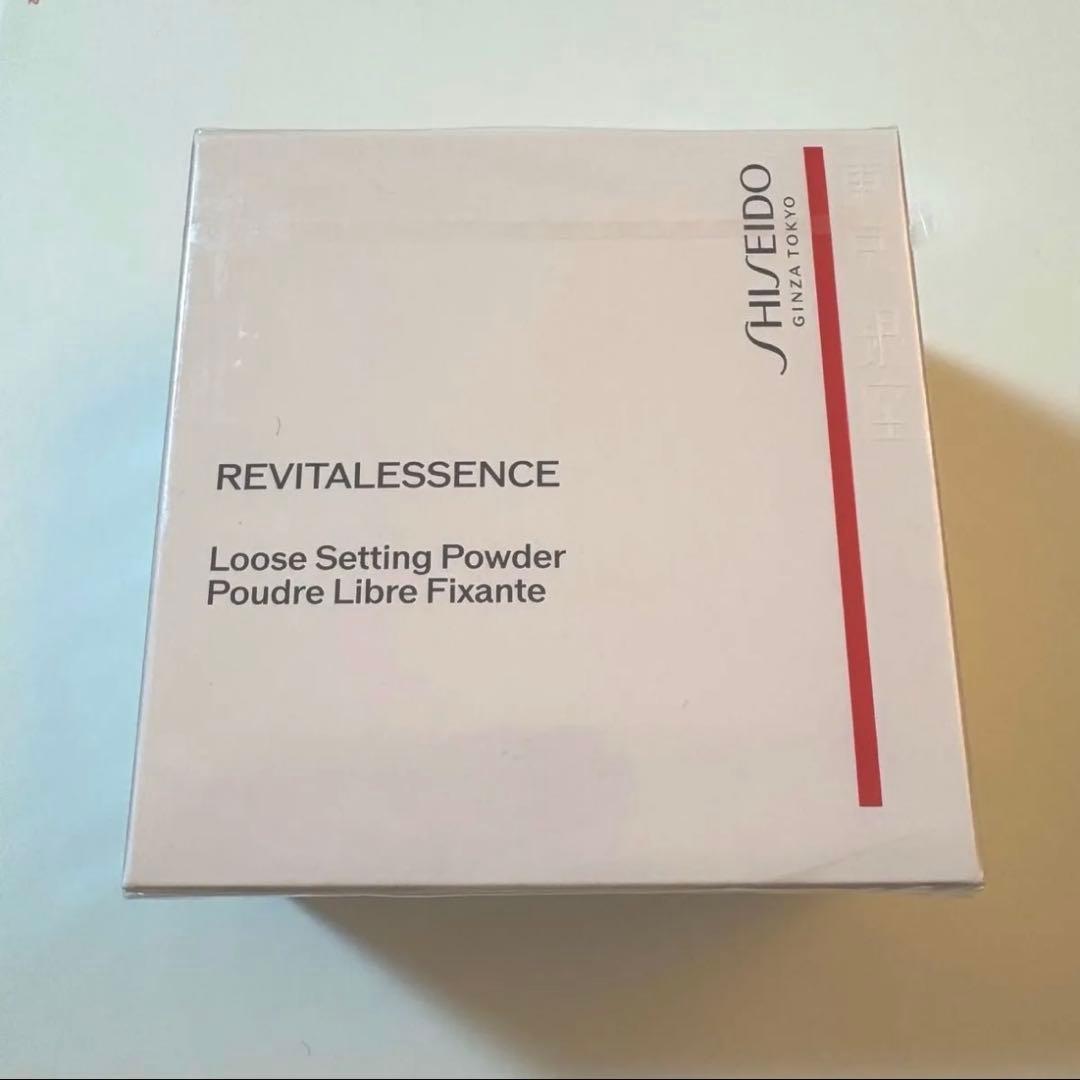 SHISEIDO
GINZA TOKYO
REVITALESSENCE
Loose Setting Powder
Poudre Libre Fixante